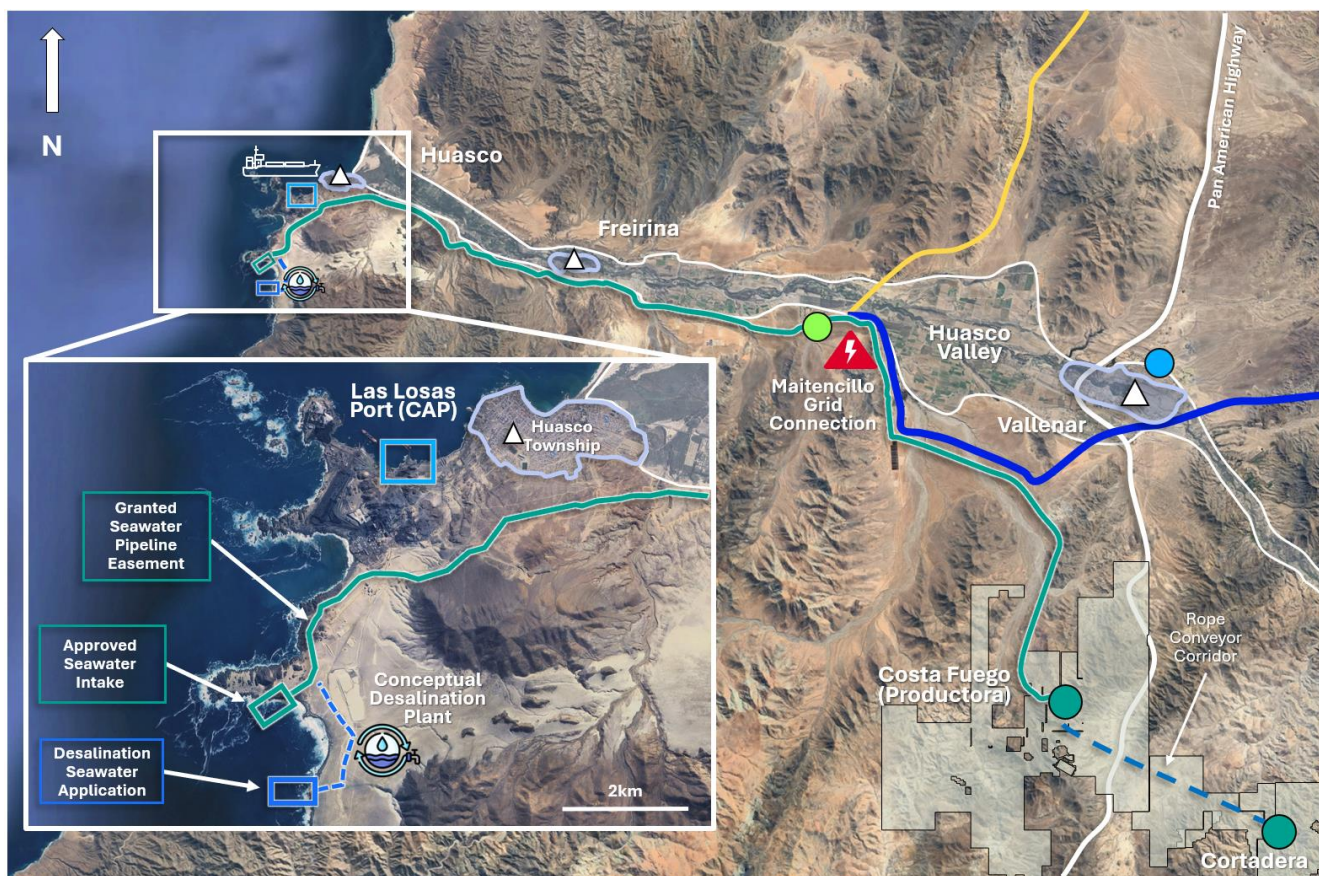 N
Huasco
Freirina
Pan American Highway
Huasco
Valley
Maitencillo
Grid
Connection
Vallenar
Las Losas
Port (CAP)
Huasco
Township
Granted
Seawater
Pipeline
Easement
Approved
Seawater
Intake
Conceptual
Desalination
Plant
Desalination
Seawater
Application
2km
Rope
Conveyor
Corridor
Costa Fuego
(Productora)
Cortadera